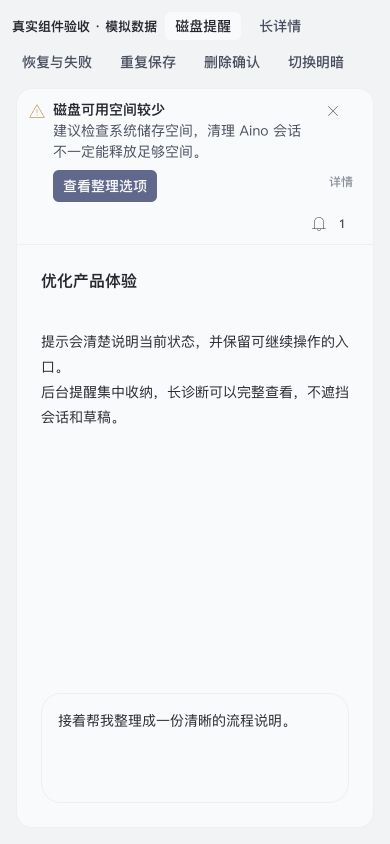 真实组件验收 · 模拟数据 磁盘提醒 长详情
恢复与失败 重复保存 删除确认 切换明暗
磁盘可用空间较少
建议检查系统储存空间，清理 Aino 会话
不一定能释放足够空间。
查看整理选项
详情
1
优化产品体验
提示会清楚说明当前状态，并保留可继续操作的入
口。
后台提醒集中收纳，长诊断可以完整查看，不遮挡
会话和草稿。
接着帮我整理成一份清晰的流程说明。